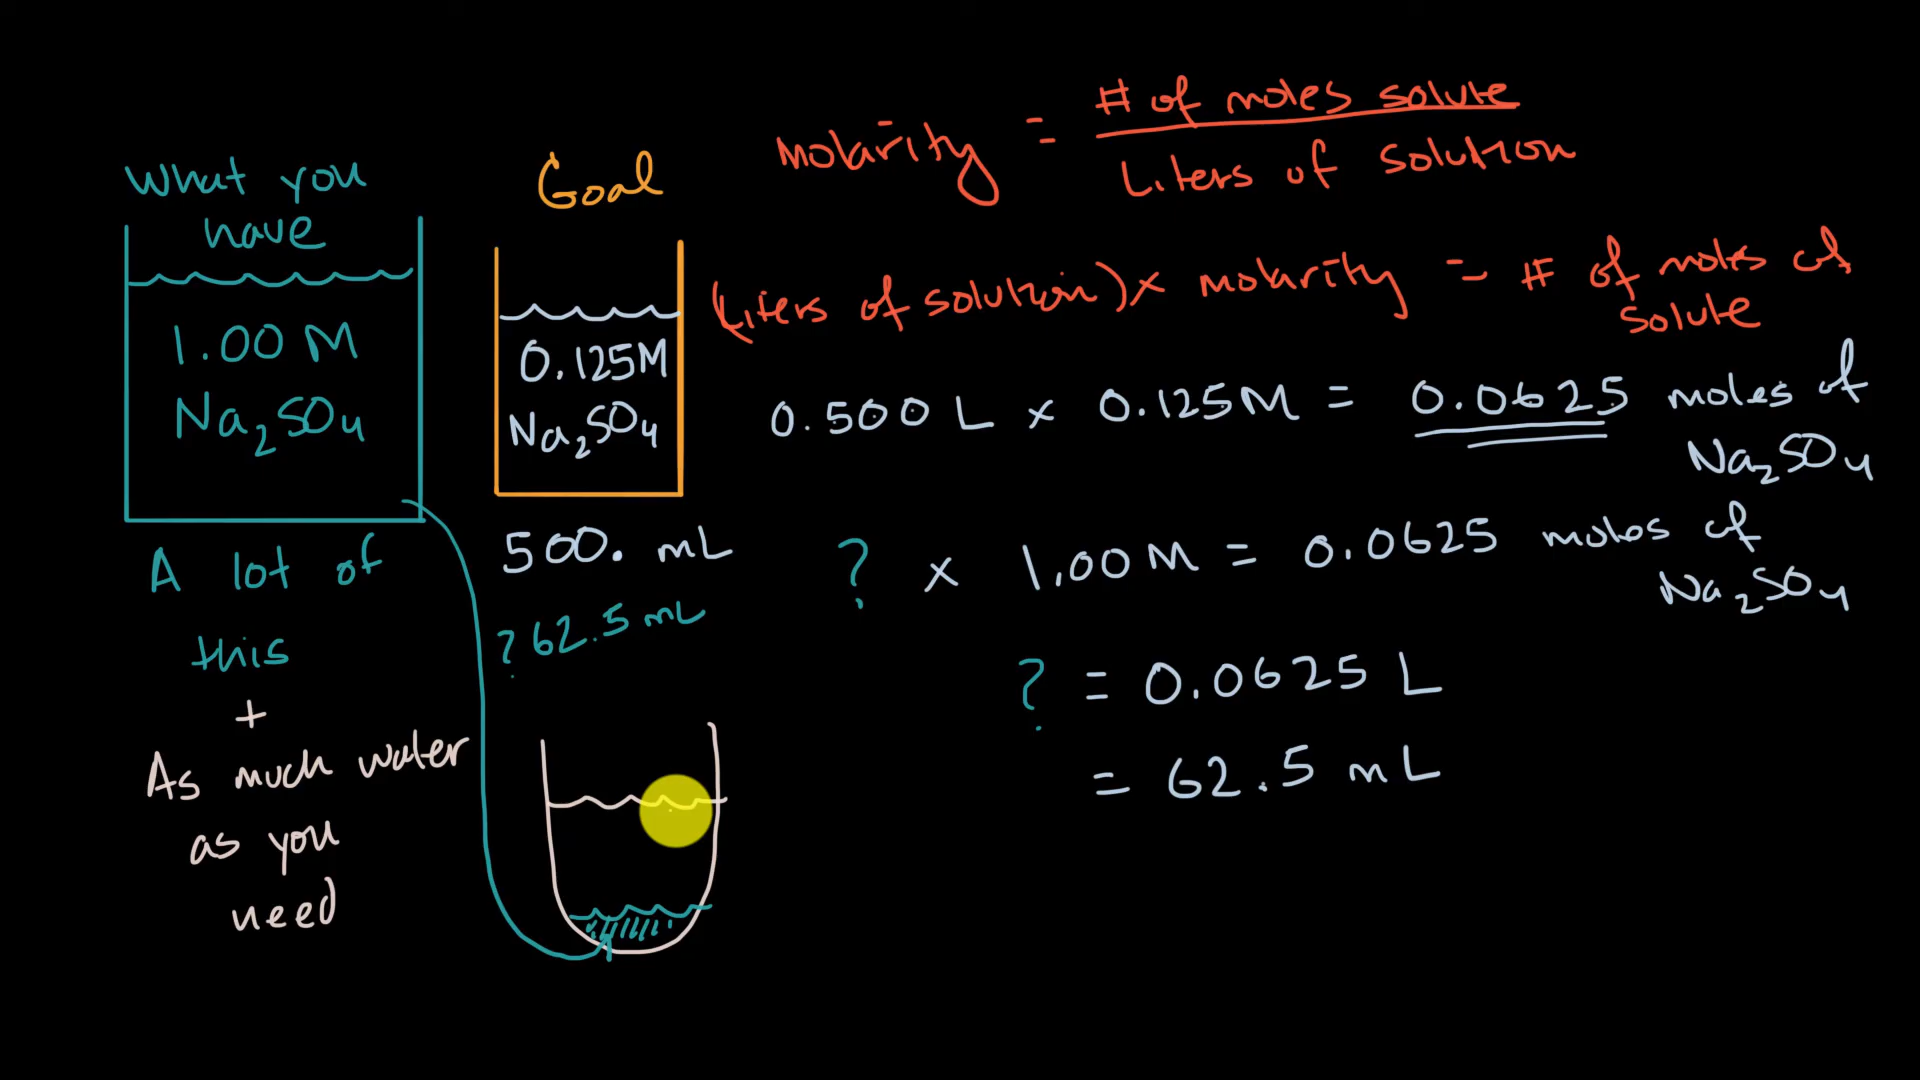 What you
have
1.00 M
Na₂SO₄
A lot of
this
+
As much water
as you
need
Goal
0.125M
Na₂SO₄
500. mL
? 62.5 mL
molarity = # of moles solute
Liters of solution
(Liters of solution) x molarity = # of moles of
solute
0.500 L x 0.125M = 0.0625 moles of
Na₂SO₄
? x 1.00 M = 0.0625 moles of
Na₂SO₄
? = 0.0625 L
= 62.5 mL